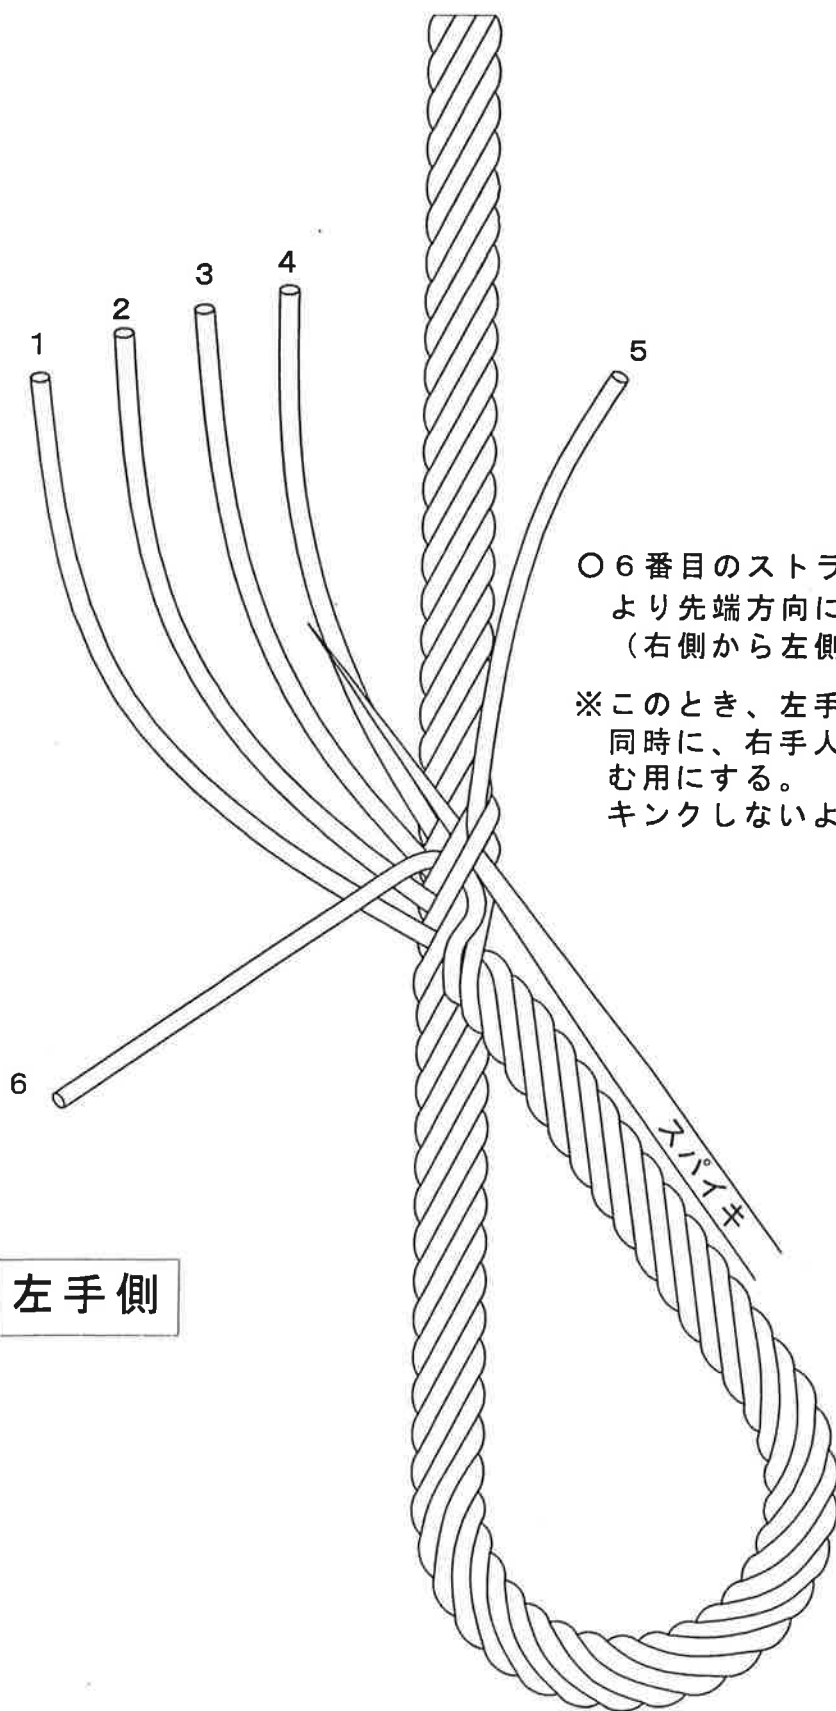 4
3
2
1
5
○6番目のストラ
より先端方向に
（右側から左側
※このとき、左手
同時に、右手人
む用にする。
キンクしないよ
6
スパイキ
左手側